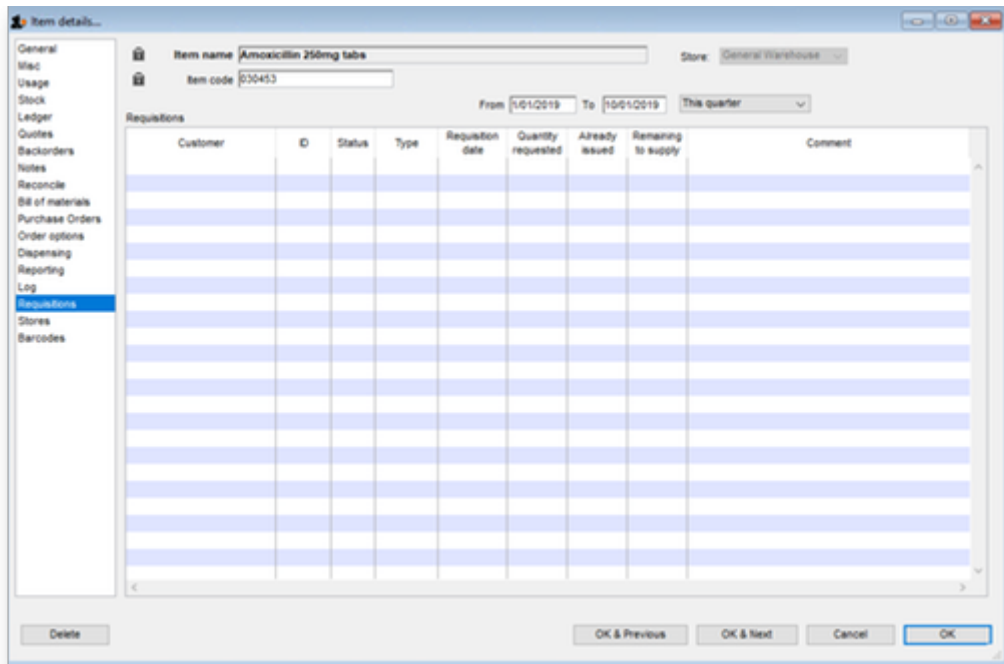 Item details...
General
Misc
Usage
Stock
Ledger
Quotes
Backorders
Notes
Reconcile
Bill of materials
Purchase Orders
Order options
Dispensing
Reporting
Log
Requisitions
Stores
Barcodes
Item name Amoxicillin 250mg tabs Store: General Warehouse
Item code 030453
From 1/01/2019 To 10/01/2019 This quarter
Requisitions
Customer ID Status Type Requisition date Quantity requested Already issued Remaining to supply Comment
Delete OK & Previous OK & Next Cancel OK